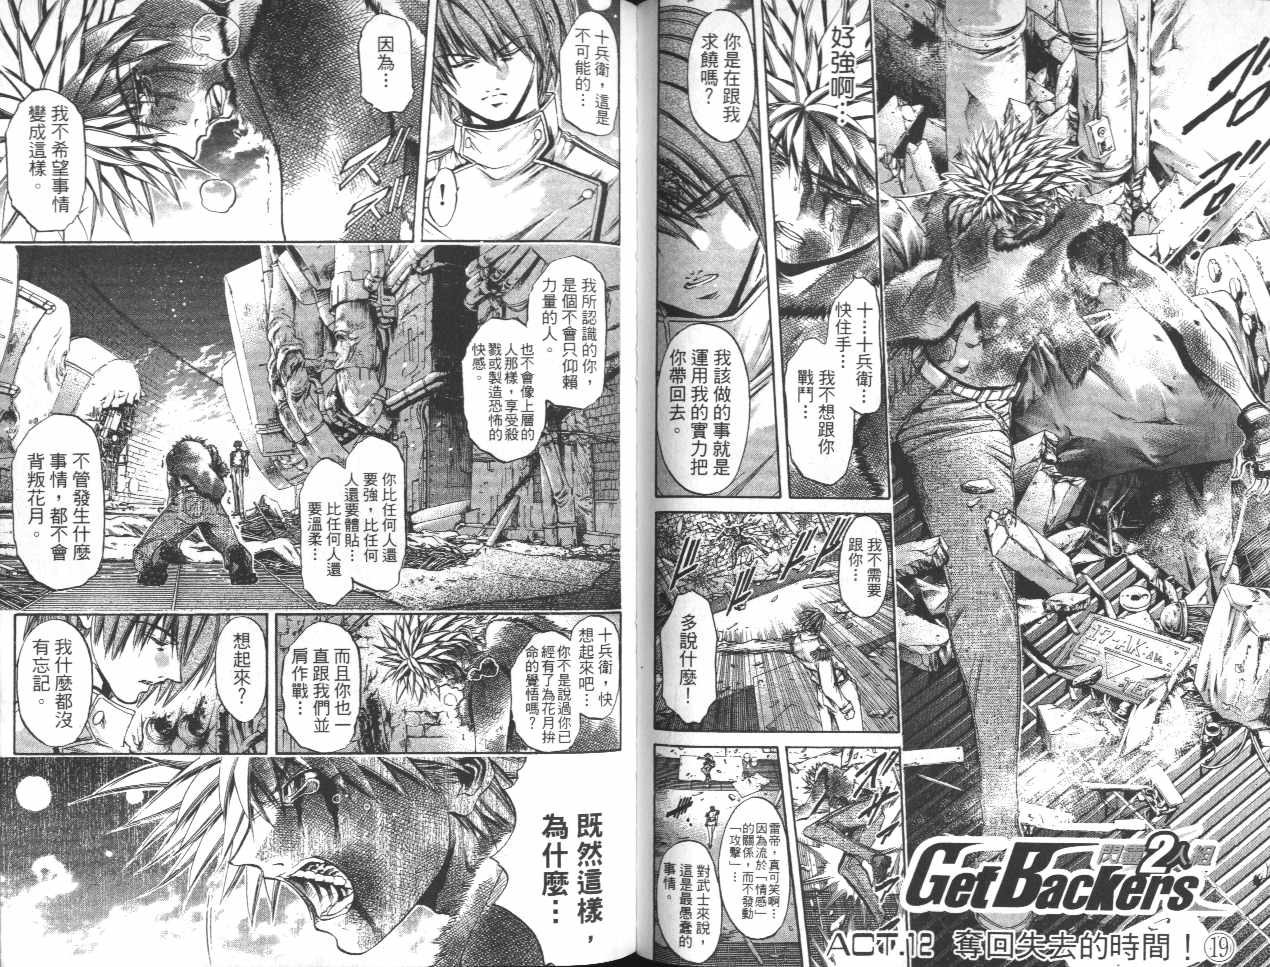 閃靈2人組
GetBackers
ACT.12 奪回失去的時間！⑲
好強啊…
十…十兵衛…
快住手…
我不想跟你
戰鬥…
你是在跟我
求饒嗎？
我該做的事就是
運用我的實力把
你帶回去。
我不需要
跟你…
多說什麼！
雷帝，真可笑啊…
因為流於「情感」
的關係，而不發動
「攻擊」…
對武士來說，
這是最愚蠢的
事情。
十兵衛，這是
不可能的…
！
因為…
我不希望事情
變成這樣。
我所認識的你，
是個不會只仰賴
力量的人。
也不會像上層的
人那樣，享受殺
戮或製造恐怖的
快感。
你比任何人還
要強，比任何
人還要體貼…
比任何人還
要溫柔…
不管發生什麼
事情，都不會
背叛花月。
十兵衛，快
想起來吧…
你不是說過你已
經有了為花月拚
命的覺悟嗎？
而且你也一
直跟我們並
肩作戰…
想起來？
我什麼都沒
有忘記。
既然這樣，
為什麼…